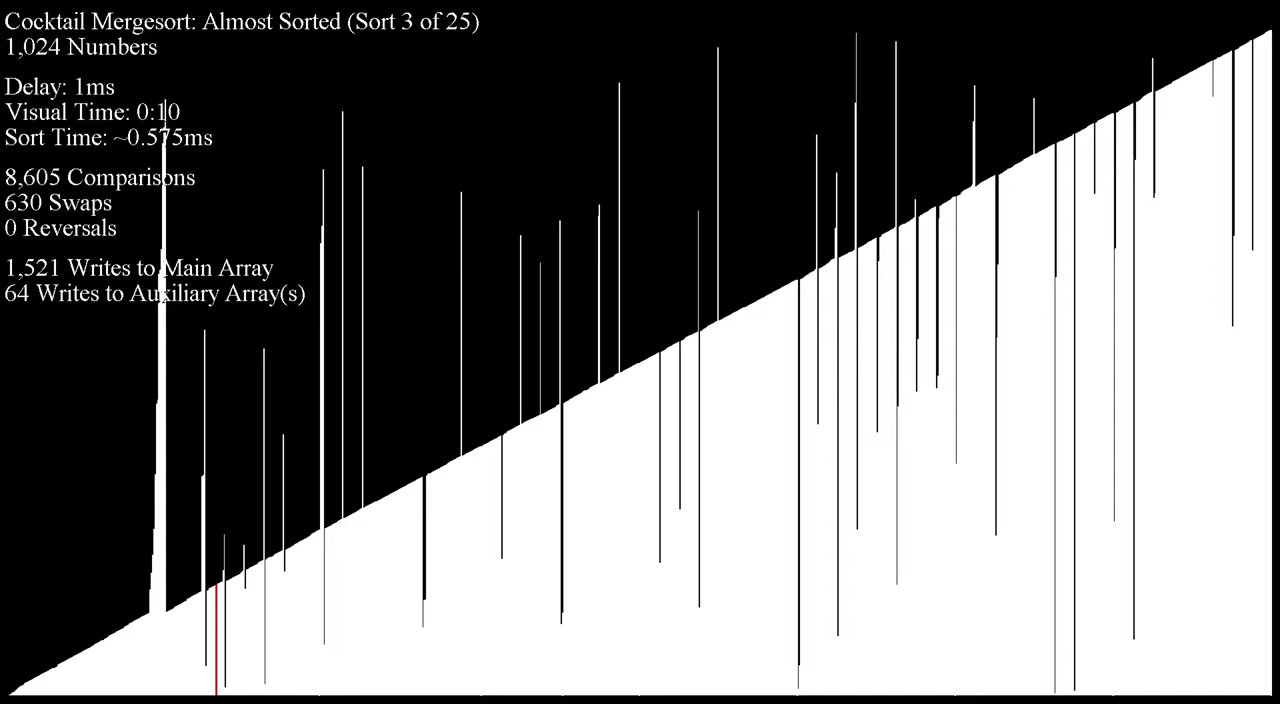 Cocktail Mergesort: Almost Sorted (Sort 3 of 25)
1,024 Numbers
Delay: 1ms
Visual Time: 0:10
Sort Time: ~0.575ms
8,605 Comparisons
630 Swaps
0 Reversals
1,521 Writes to Main Array
64 Writes to Auxiliary Array(s)